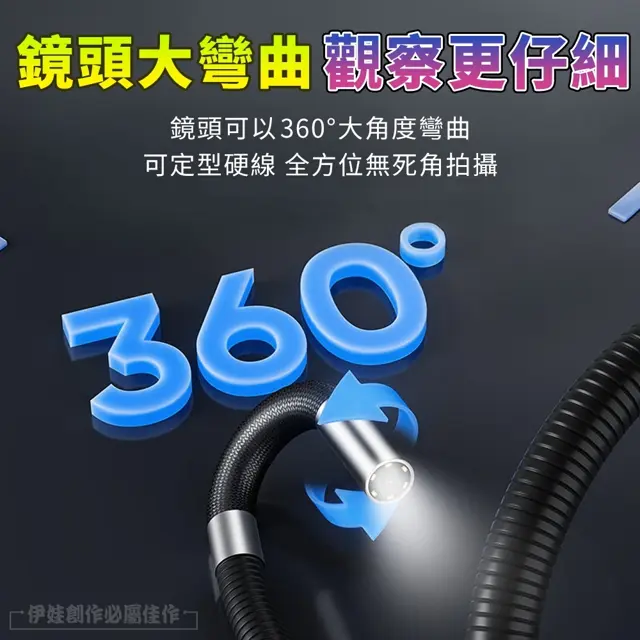 鏡頭大彎曲 觀察更仔細
鏡頭可以360°大角度彎曲
可定型硬線 全方位無死角拍攝
360°
伊娃創作必屬佳作